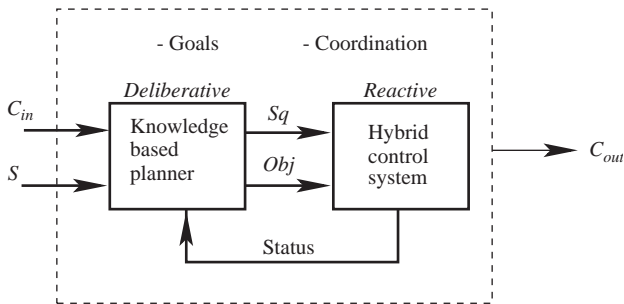 - Goals - Coordination
Deliberative Reactive
C_in
Knowledge
based
planner
S
Sq
Obj
Hybrid
control
system
C_out
Status